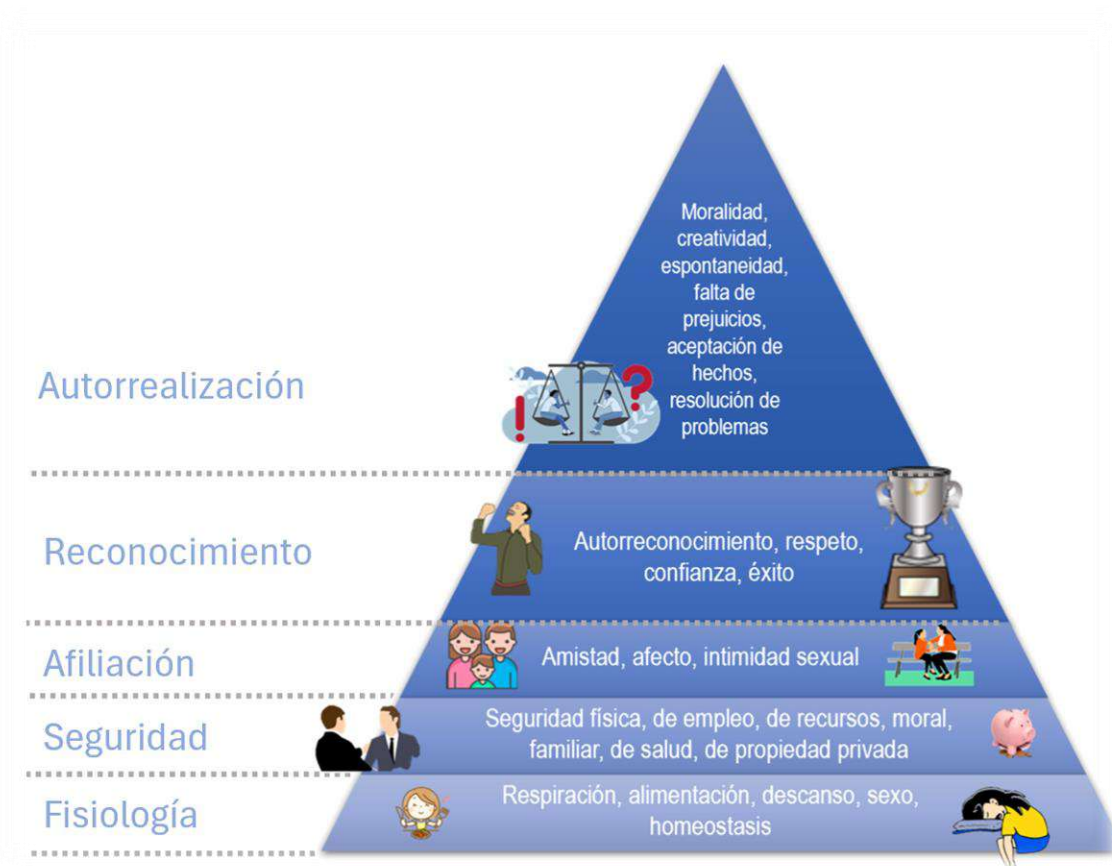 Moralidad,
creatividad,
espontaneidad,
falta de
prejuicios,
aceptación de
hechos,
resolución de
problemas
Autorrealización
! ?
Reconocimiento
Autorreconocimiento, respeto,
confianza, éxito
Afiliación
Amistad, afecto, intimidad sexual
Seguridad
Seguridad física, de empleo, de recursos, moral,
familiar, de salud, de propiedad privada
Fisiología
Respiración, alimentación, descanso, sexo,
homeostasis